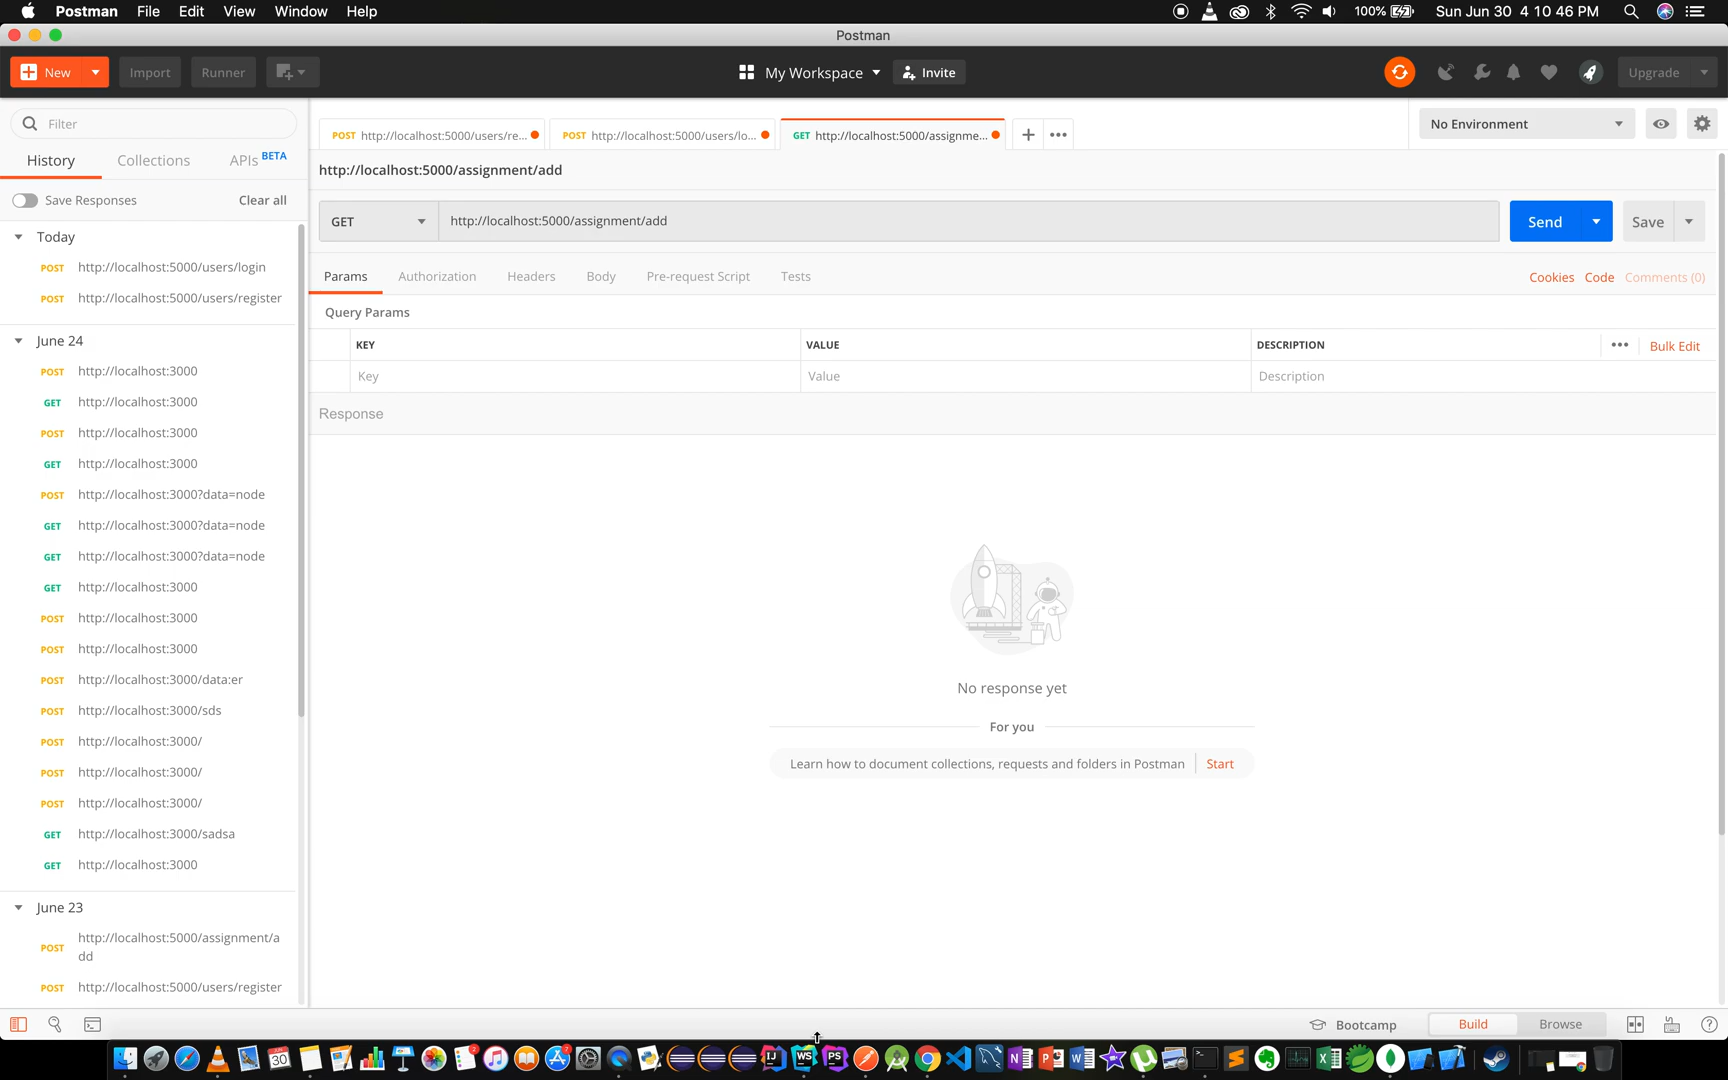 Postman File Edit View Window Help 100% Sun Jun 30 4 10 46 PM
Postman
New Import Runner My Workspace Invite Upgrade
Filter
History Collections APIs BETA
Save Responses Clear all
Today
POST http://localhost:5000/users/login
POST http://localhost:5000/users/register
June 24
POST http://localhost:3000
GET http://localhost:3000
POST http://localhost:3000
GET http://localhost:3000
POST http://localhost:3000?data=node
GET http://localhost:3000?data=node
GET http://localhost:3000?data=node
GET http://localhost:3000
POST http://localhost:3000
POST http://localhost:3000
POST http://localhost:3000/data:er
POST http://localhost:3000/sds
POST http://localhost:3000/
POST http://localhost:3000/
POST http://localhost:3000/
GET http://localhost:3000/sadsa
GET http://localhost:3000
June 23
POST http://localhost:5000/assignment/a
dd
POST http://localhost:5000/users/register
POST http://localhost:5000/users/re... POST http://localhost:5000/users/lo... GET http://localhost:5000/assignme...
No Environment
http://localhost:5000/assignment/add
GET http://localhost:5000/assignment/add Send Save
Params Authorization Headers Body Pre-request Script Tests Cookies Code Comments (0)
Query Params
KEY VALUE DESCRIPTION ••• Bulk Edit
Key Value Description
Response
No response yet
For you
Learn how to document collections, requests and folders in Postman Start
Bootcamp Build Browse
30 IJ WS PS N P W X